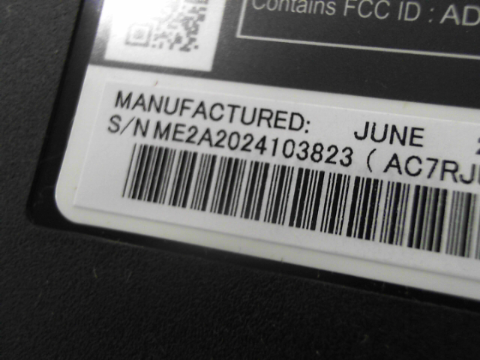 Contains FCC ID : AD
MANUFACTURED: JUNE
S/N ME2A2024103823 ( AC7RJ